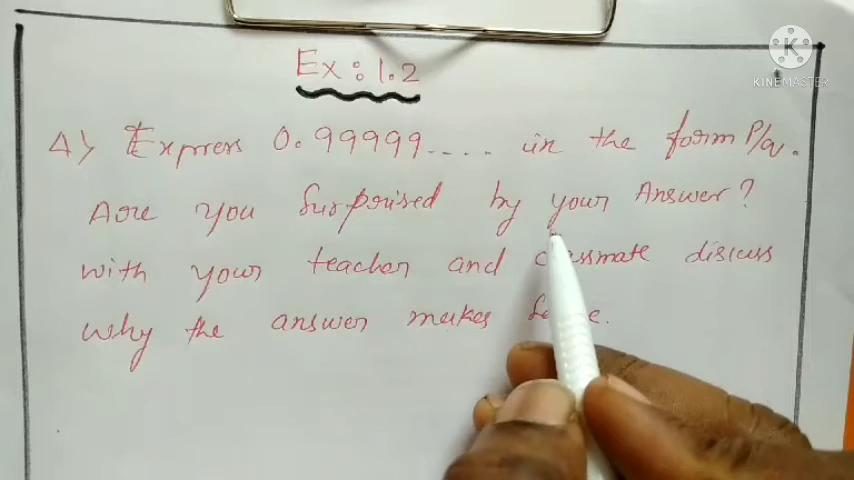 Ex: 1.2
K
KINEMASTER
4) Express 0.99999.... in the form P/q.
Are you Surprised by your Answer?
with your teacher and classmate discuss
why the answer makes